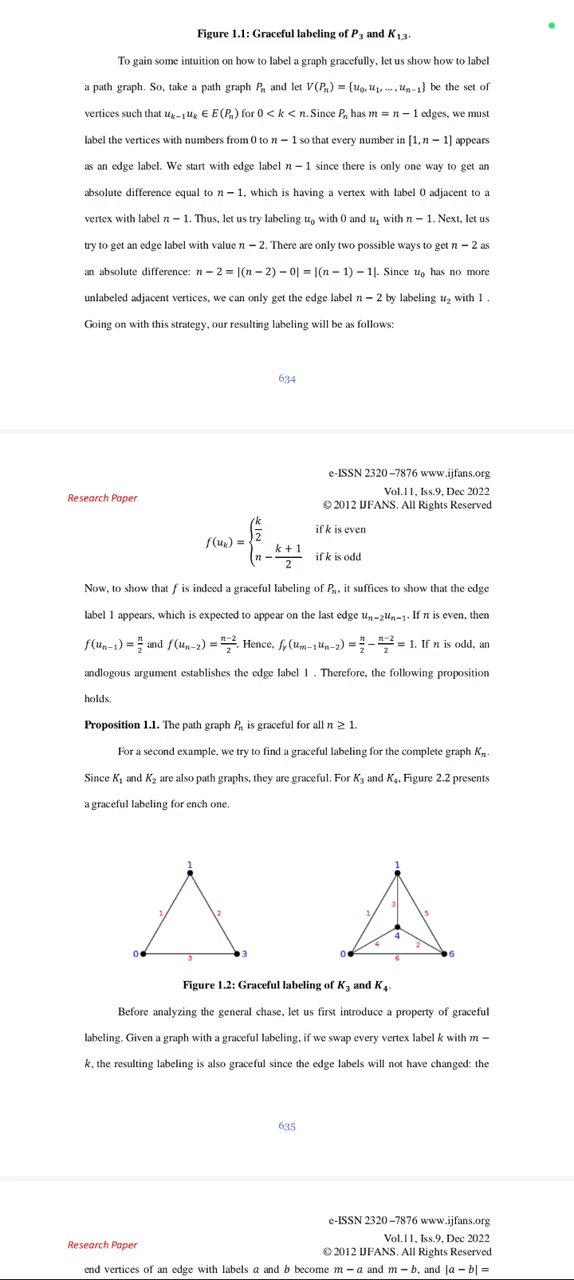 Figure 1.1: Graceful labeling of P₃ and K₁,₃.
To gain some intuition on how to label a graph gracefully, let us show how to label
a path graph. So, take a path graph Pₙ and let V(Pₙ) = {u₀, u₁, … , uₙ₋₁} be the set of
vertices such that uₖ₋₁uₖ ∈ E(Pₙ) for 0 < k < n. Since Pₙ has m = n − 1 edges, we must
label the vertices with numbers from 0 to n − 1 so that every number in [1, n − 1] appears
as an edge label. We start with edge label n − 1 since there is only one way to get an
absolute difference equal to n − 1, which is having a vertex with label 0 adjacent to a
vertex with label n − 1. Thus, let us try labeling u₀ with 0 and u₁ with n − 1. Next, let us
try to get an edge label with value n − 2. There are only two possible ways to get n − 2 as
an absolute difference: n − 2 = |(n − 2) − 0| = |(n − 1) − 1|. Since u₀ has no more
unlabeled adjacent vertices, we can only get the edge label n − 2 by labeling u₂ with 1 .
Going on with this strategy, our resulting labeling will be as follows:
634
e-ISSN 2320 –7876 www.ijfans.org
Vol.11, Iss.9, Dec 2022
Research Paper
© 2012 IJFANS. All Rights Reserved
f(uₖ) = { k/2 if k is even
n − (k + 1)/2 if k is odd
Now, to show that f is indeed a graceful labeling of Pₙ, it suffices to show that the edge
label 1 appears, which is expected to appear on the last edge uₙ₋₂uₙ₋₁. If n is even, then
f(uₙ₋₁) = n/2 and f(uₙ₋₂) = (n−2)/2. Hence, fᵧ(uₘ₋₁uₙ₋₂) = n/2 − (n−2)/2 = 1. If n is odd, an
andlogous argument establishes the edge label 1 . Therefore, the following proposition
holds.
Proposition 1.1. The path graph Pₙ is graceful for all n ≥ 1.
For a second example, we try to find a graceful labeling for the complete graph Kₙ.
Since K₁ and K₂ are also path graphs, they are graceful. For K₃ and K₄, Figure 2.2 presents
a graceful labeling for ench one.
1 1
1 2 1 3 5
4
4 2
0 3 3 0 6 6
Figure 1.2: Graceful labeling of K₃ and K₄.
Before analyzing the general chase, let us first introduce a property of graceful
labeling. Given a graph with a graceful labeling, if we swap every vertex label k with m −
k, the resulting labeling is also graceful since the edge labels will not have changed: the
635
e-ISSN 2320 –7876 www.ijfans.org
Vol.11, Iss.9, Dec 2022
Research Paper
© 2012 IJFANS. All Rights Reserved
end vertices of an edge with labels a and b become m − a and m − b, and |a − b| =